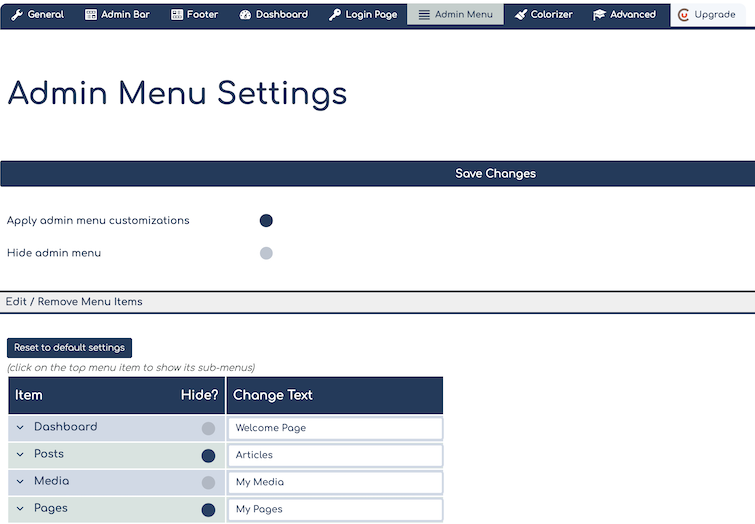 General Admin Bar Footer Dashboard Login Page Admin Menu Colorizer Advanced Upgrade
Admin Menu Settings
Save Changes
Apply admin menu customizations
Hide admin menu
Edit / Remove Menu Items
Reset to default settings
(click on the top menu item to show its sub-menus)
Item Hide? Change Text
Dashboard Welcome Page
Posts Articles
Media My Media
Pages My Pages